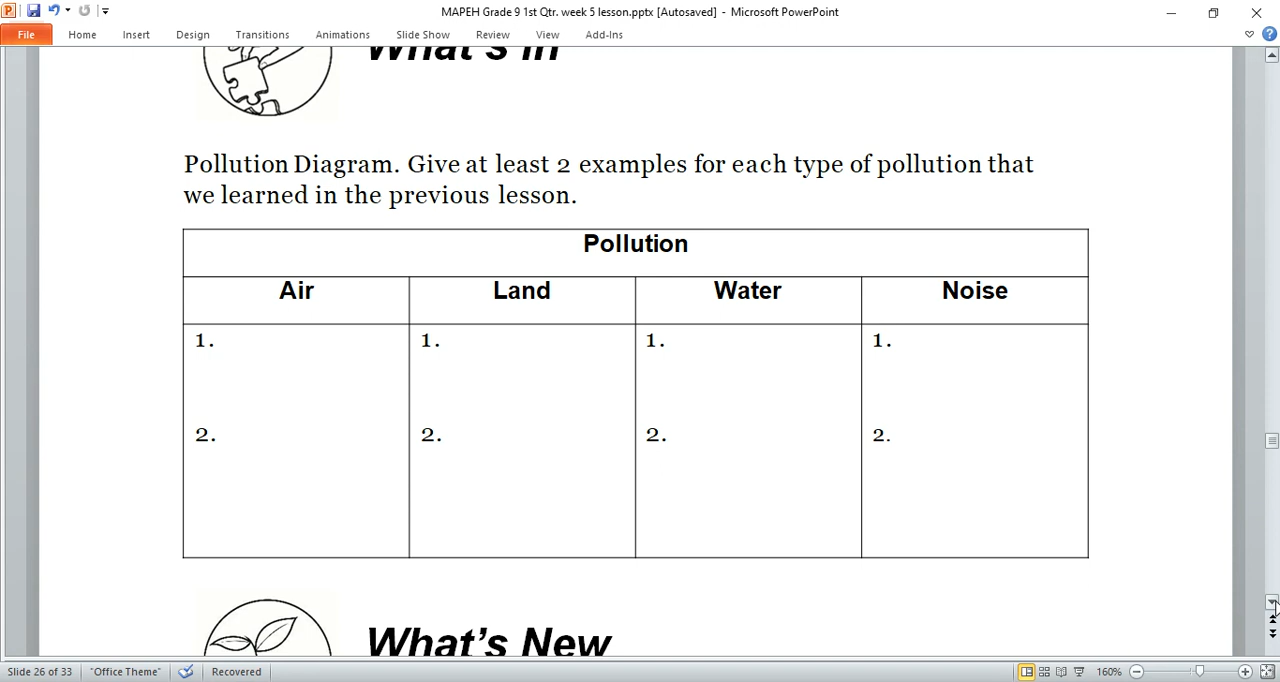 MAPEH Grade 9 1st Qtr. week 5 lesson.pptx [Autosaved] - Microsoft PowerPoint
File Home Insert Design Transitions Animations Slide Show Review View Add-Ins
What's In
Pollution Diagram. Give at least 2 examples for each type of pollution that
we learned in the previous lesson.
Pollution
Air Land Water Noise
1. 1. 1. 1.
2. 2. 2. 2.
What's New
Slide 26 of 33 "Office Theme" Recovered 160%